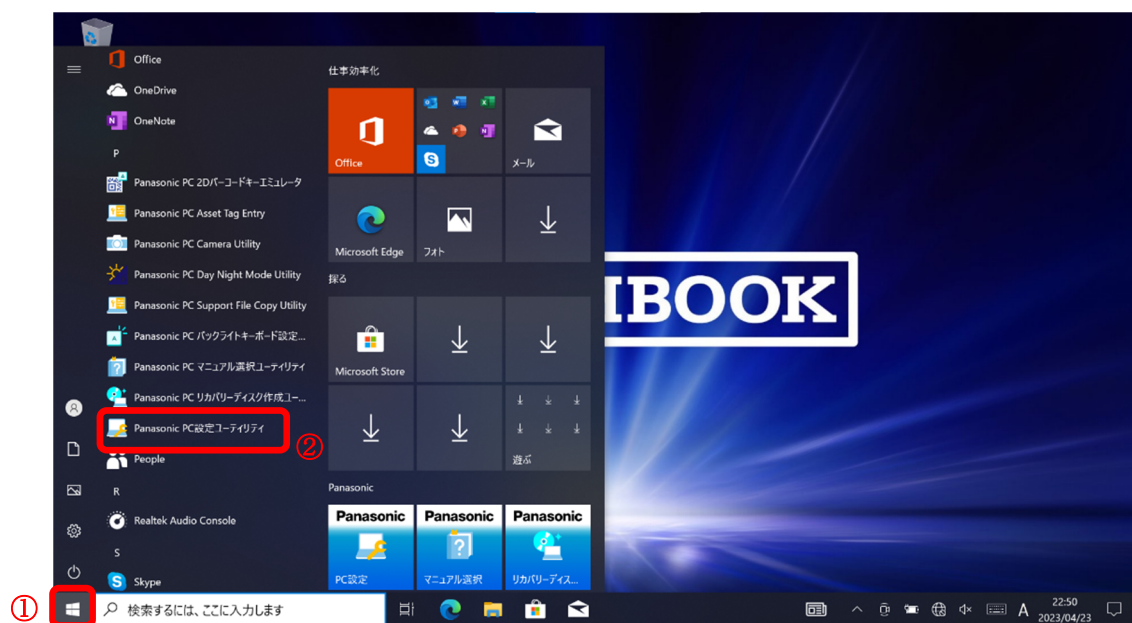 Office
OneDrive
OneNote
P
Panasonic PC 2Dバーコードキーエミュレータ
Panasonic PC Asset Tag Entry
Panasonic PC Camera Utility
Panasonic PC Day Night Mode Utility
Panasonic PC Support File Copy Utility
Panasonic PC バックライトキーボード設定...
Panasonic PC マニュアル選択ユーティリティ
Panasonic PC リカバリーディスク作成ユー...
Panasonic PC設定ユーティリティ
②
People
R
Realtek Audio Console
S
Skype
仕事効率化
Office
メール
Microsoft Edge
フォト
探る
Microsoft Store
遊ぶ
Panasonic
Panasonic
PC設定
Panasonic
マニュアル選択
Panasonic
リカバリーディス...
IBOOK
①
検索するには、ここに入力します
A
22:50
2023/04/23